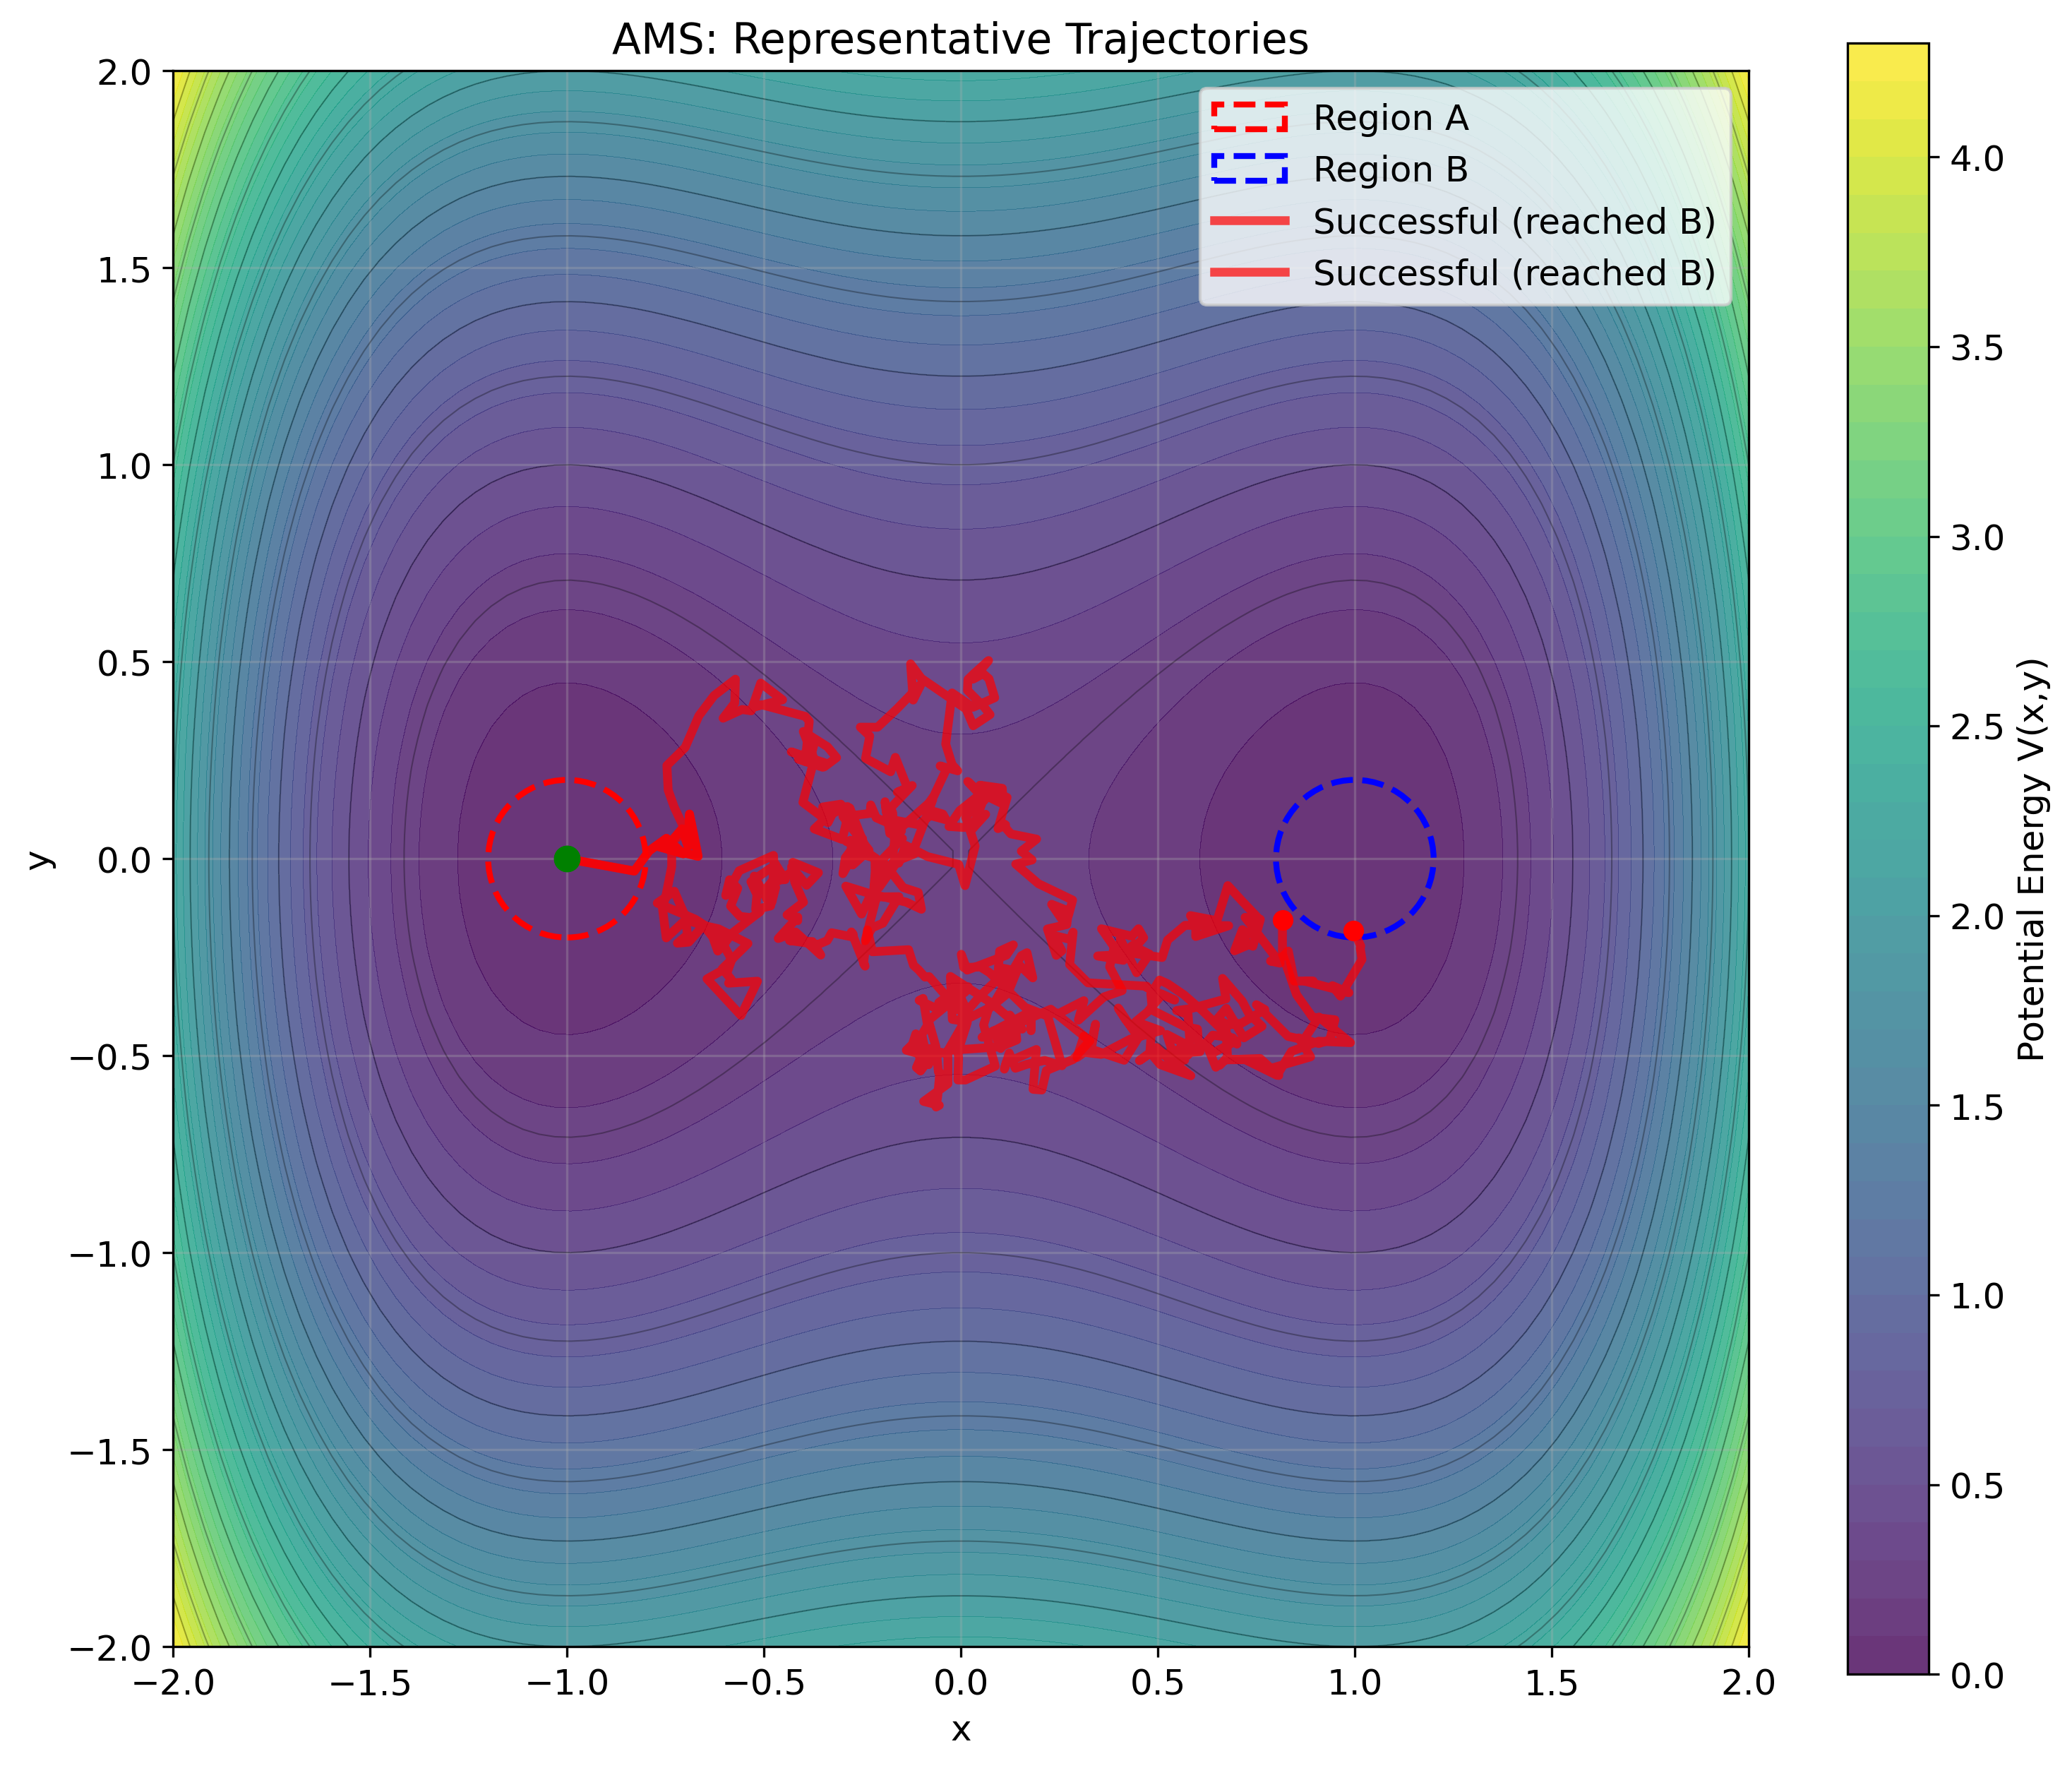 AMS: Representative Trajectories
Region A
Region B
Successful (reached B)
Successful (reached B)
2.0
1.5
1.0
0.5
0.0
−0.5
−1.0
−1.5
−2.0
y
−2.0 −1.5 −1.0 −0.5 0.0 0.5 1.0 1.5 2.0
x
4.0
3.5
3.0
2.5
2.0
1.5
1.0
0.5
0.0
Potential Energy V(x,y)